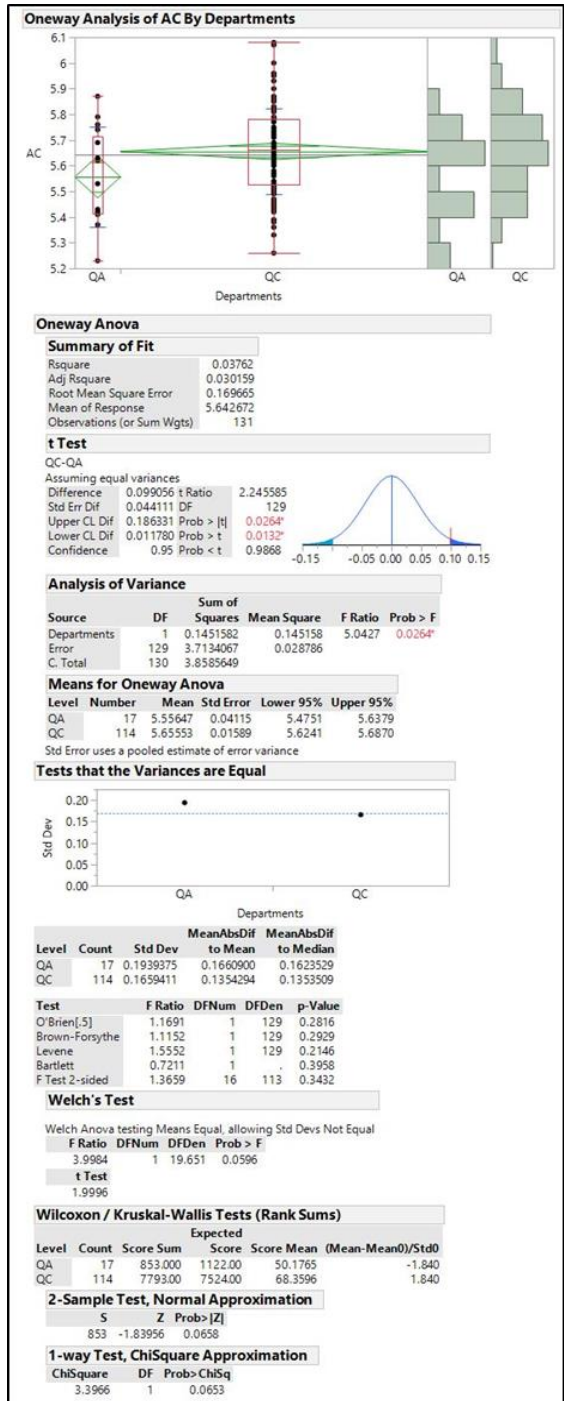 Oneway Analysis of AC By Departments
6.1
6
5.9
5.8
5.7
5.6
5.5
5.4
5.3
5.2
AC
QA QC QA QC
Departments
Oneway Anova
Summary of Fit
Rsquare 0.03762
Adj Rsquare 0.030159
Root Mean Square Error 0.169665
Mean of Response 5.642672
Observations (or Sum Wgts) 131
t Test
QC-QA
Assuming equal variances
Difference 0.099056 t Ratio 2.245585
Std Err Dif 0.044111 DF 129
Upper CL Dif 0.186331 Prob > |t| 0.0264*
Lower CL Dif 0.011780 Prob > t 0.0132*
Confidence 0.95 Prob < t 0.9868
-0.15 -0.05 0.00 0.05 0.10 0.15
Analysis of Variance
Sum of
Source DF Squares Mean Square F Ratio Prob > F
Departments 1 0.1451582 0.145158 5.0427 0.0264*
Error 129 3.7134067 0.028786
C. Total 130 3.8585649
Means for Oneway Anova
Level Number Mean Std Error Lower 95% Upper 95%
QA 17 5.55647 0.04115 5.4751 5.6379
QC 114 5.65553 0.01589 5.6241 5.6870
Std Error uses a pooled estimate of error variance
Tests that the Variances are Equal
0.20
0.15
0.10
0.05
0.00
Std Dev
QA QC
Departments
MeanAbsDif MeanAbsDif
Level Count Std Dev to Mean to Median
QA 17 0.1939375 0.1660900 0.1623529
QC 114 0.1659411 0.1354294 0.1353509
Test F Ratio DFNum DFDen p-Value
O'Brien[.5] 1.1691 1 129 0.2816
Brown-Forsythe 1.1152 1 129 0.2929
Levene 1.5552 1 129 0.2146
Bartlett 0.7211 1 . 0.3958
F Test 2-sided 1.3659 16 113 0.3432
Welch's Test
Welch Anova testing Means Equal, allowing Std Devs Not Equal
F Ratio DFNum DFDen Prob > F
3.9984 1 19.651 0.0596
t Test
1.9996
Wilcoxon / Kruskal-Wallis Tests (Rank Sums)
Expected
Level Count Score Sum Score Score Mean (Mean-Mean0)/Std0
QA 17 853.000 1122.00 50.1765 -1.840
QC 114 7793.00 7524.00 68.3596 1.840
2-Sample Test, Normal Approximation
S Z Prob>|Z|
853 -1.83956 0.0658
1-way Test, ChiSquare Approximation
ChiSquare DF Prob>ChiSq
3.3966 1 0.0653